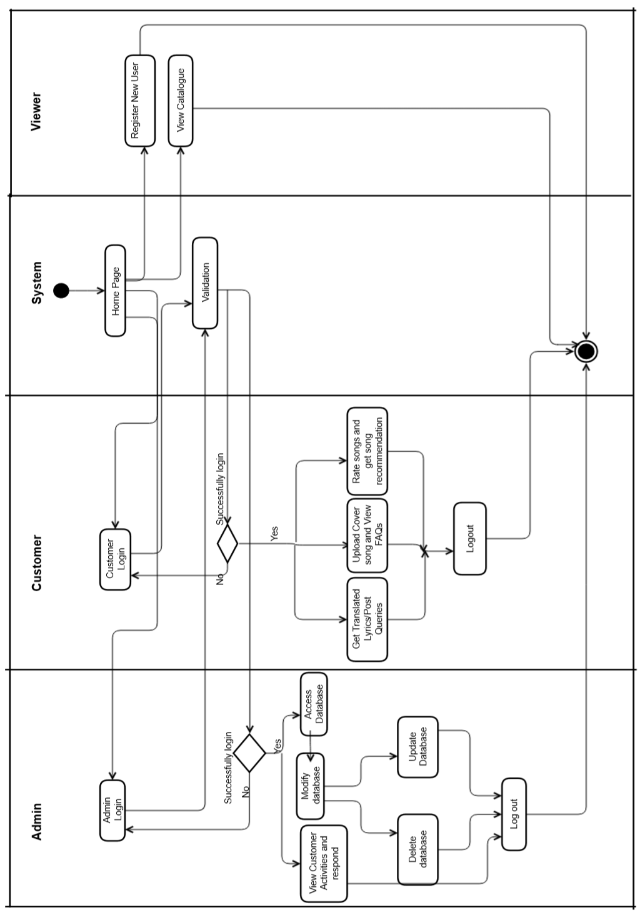 Viewer
Register New User
View Catalogue
System
Home Page
Validation
Customer
Customer
Login
Successfully login
No
Yes
Rate songs and
get song
recommendation
Upload Cover
song and View
FAQs
Get Translated
Lyrics/Post
Queries
Logout
Admin
Admin
Login
Successfully login
No
Yes
Access
Database
Modify
database
View Customer
Activities and
respond
Update
Database
Delete
database
Log out